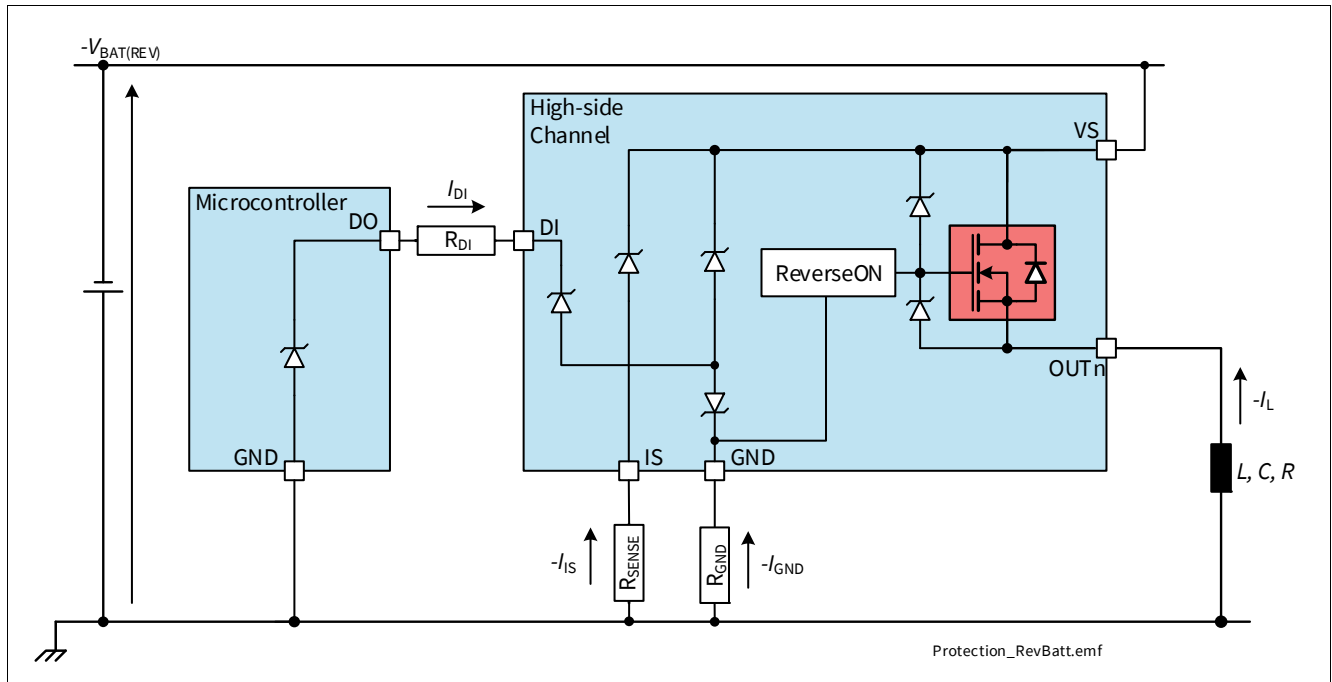 -VBAT(REV)
High-side
Channel
VS
Microcontroller
DO
IDI
RDI
DI
ReverseON
OUTn
-IL
GND
IS
GND
L, C, R
-IIS
RSENSE
RGND
-IGND
Protection_RevBatt.emf